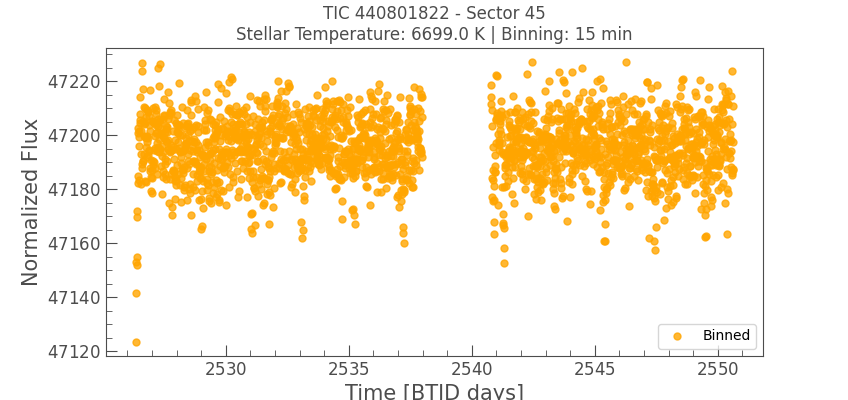 TIC 440801822 - Sector 45
Stellar Temperature: 6699.0 K | Binning: 15 min
Normalized Flux
47220
47200
47180
47160
47140
47120
2530
2535
2540
2545
2550
Binned
Time [BTJD days]